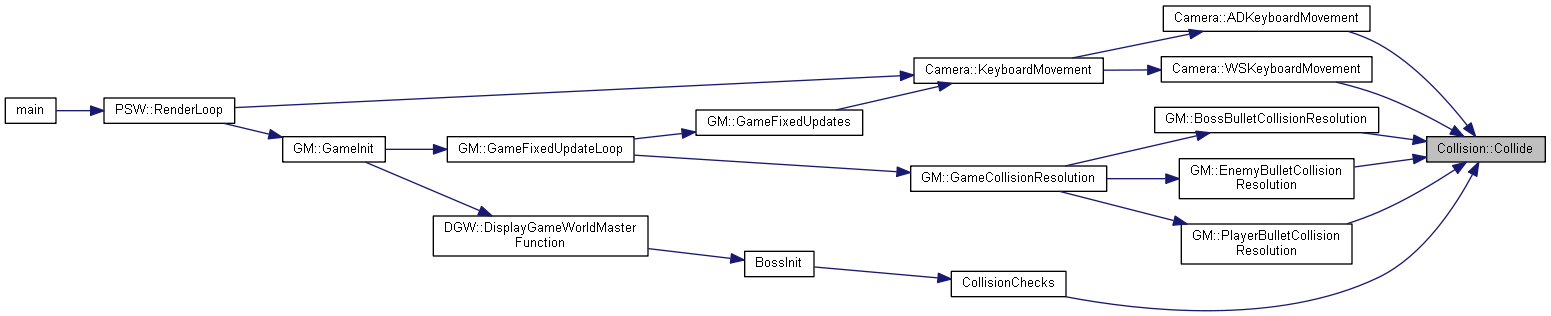 Camera::ADKeyboardMovement
Camera::KeyboardMovement
Camera::WSKeyboardMovement
main
PSW::RenderLoop
GM::GameFixedUpdates
GM::BossBulletCollisionResolution
GM::GameInit
GM::GameFixedUpdateLoop
Collision::Collide
GM::GameCollisionResolution
GM::EnemyBulletCollision
Resolution
DGW::DisplayGameWorldMaster
Function
GM::PlayerBulletCollision
Resolution
BossInit
CollisionChecks